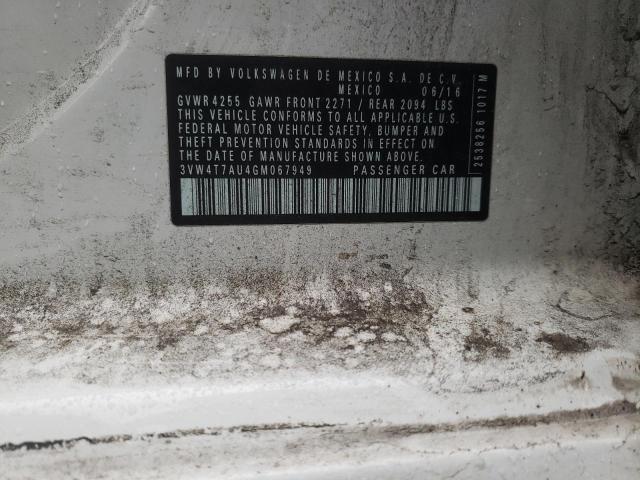 MFD BY VOLKSWAGEN DE MEXICO S.A. DE C.V.
MEXICO 06/16
GVWR 4255 GAWR FRONT 2271 / REAR 2094 LBS
THIS VEHICLE CONFORMS TO ALL APPLICABLE U.S.
FEDERAL MOTOR VEHICLE SAFETY, BUMPER AND
THEFT PREVENTION STANDARDS IN EFFECT ON
THE DATE OF MANUFACTURE SHOWN ABOVE.
3VW4T7AU4GM067949 PASSENGER CAR
2538256 1017 M